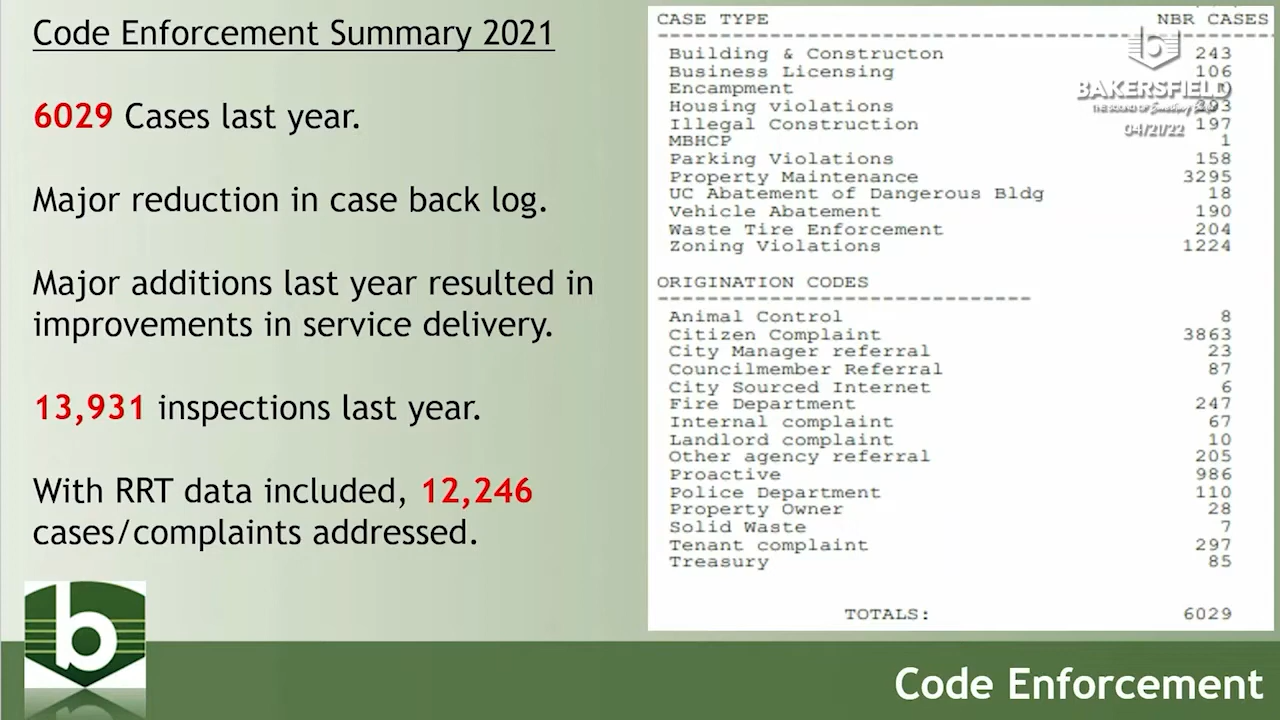 Code Enforcement Summary 2021
6029 Cases last year.
Major reduction in case back log.
Major additions last year resulted in
improvements in service delivery.
13,931 inspections last year.
With RRT data included, 12,246
cases/complaints addressed.
b
CASE TYPE NBR CASES
Building & Constructon 243
Business Licensing 106
Encampment 0
Housing violations 393
Illegal Construction 197
MBHCP 1
Parking Violations 158
Property Maintenance 3295
UC Abatement of Dangerous Bldg 18
Vehicle Abatement 190
Waste Tire Enforcement 204
Zoning Violations 1224
ORIGINATION CODES
Animal Control 8
Citizen Complaint 3863
City Manager referral 23
Councilmember Referral 87
City Sourced Internet 6
Fire Department 247
Internal complaint 67
Landlord complaint 10
Other agency referral 205
Proactive 986
Police Department 110
Property Owner 28
Solid Waste 7
Tenant complaint 297
Treasury 85
TOTALS: 6029
b
BAKERSFIELD
THE SOUND OF Something
04/21/22
Code Enforcement